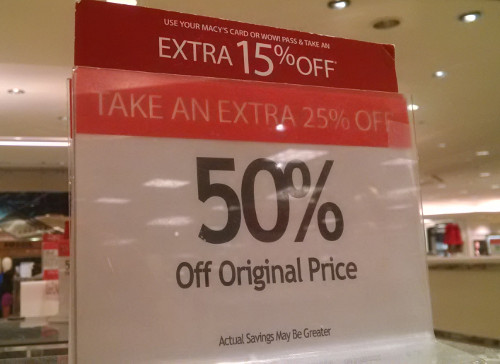 USE YOUR MACY'S CARD OR WOW! PASS & TAKE AN
EXTRA 15% OFF*
TAKE AN EXTRA 25% OFF
50%
Off Original Price
Actual Savings May Be Greater